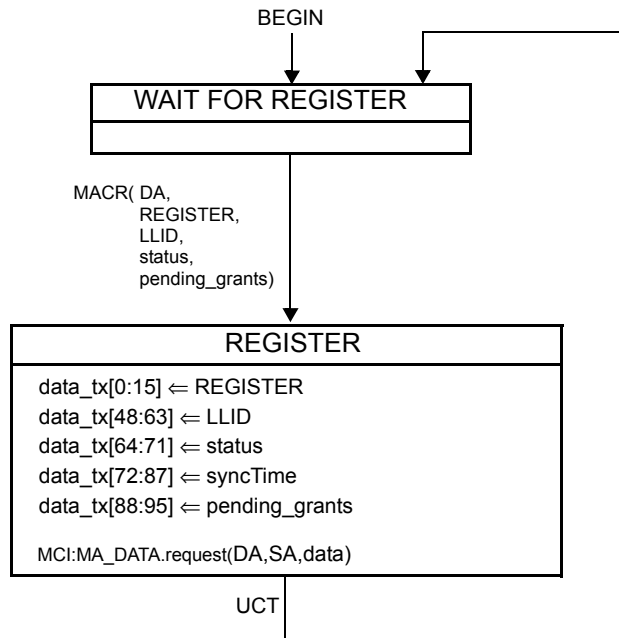 BEGIN
WAIT FOR REGISTER
MACR( DA,
REGISTER,
LLID,
status,
pending_grants)
REGISTER
data_tx[0:15] ⇐ REGISTER
data_tx[48:63] ⇐ LLID
data_tx[64:71] ⇐ status
data_tx[72:87] ⇐ syncTime
data_tx[88:95] ⇐ pending_grants
MCI:MA_DATA.request(DA,SA,data)
UCT